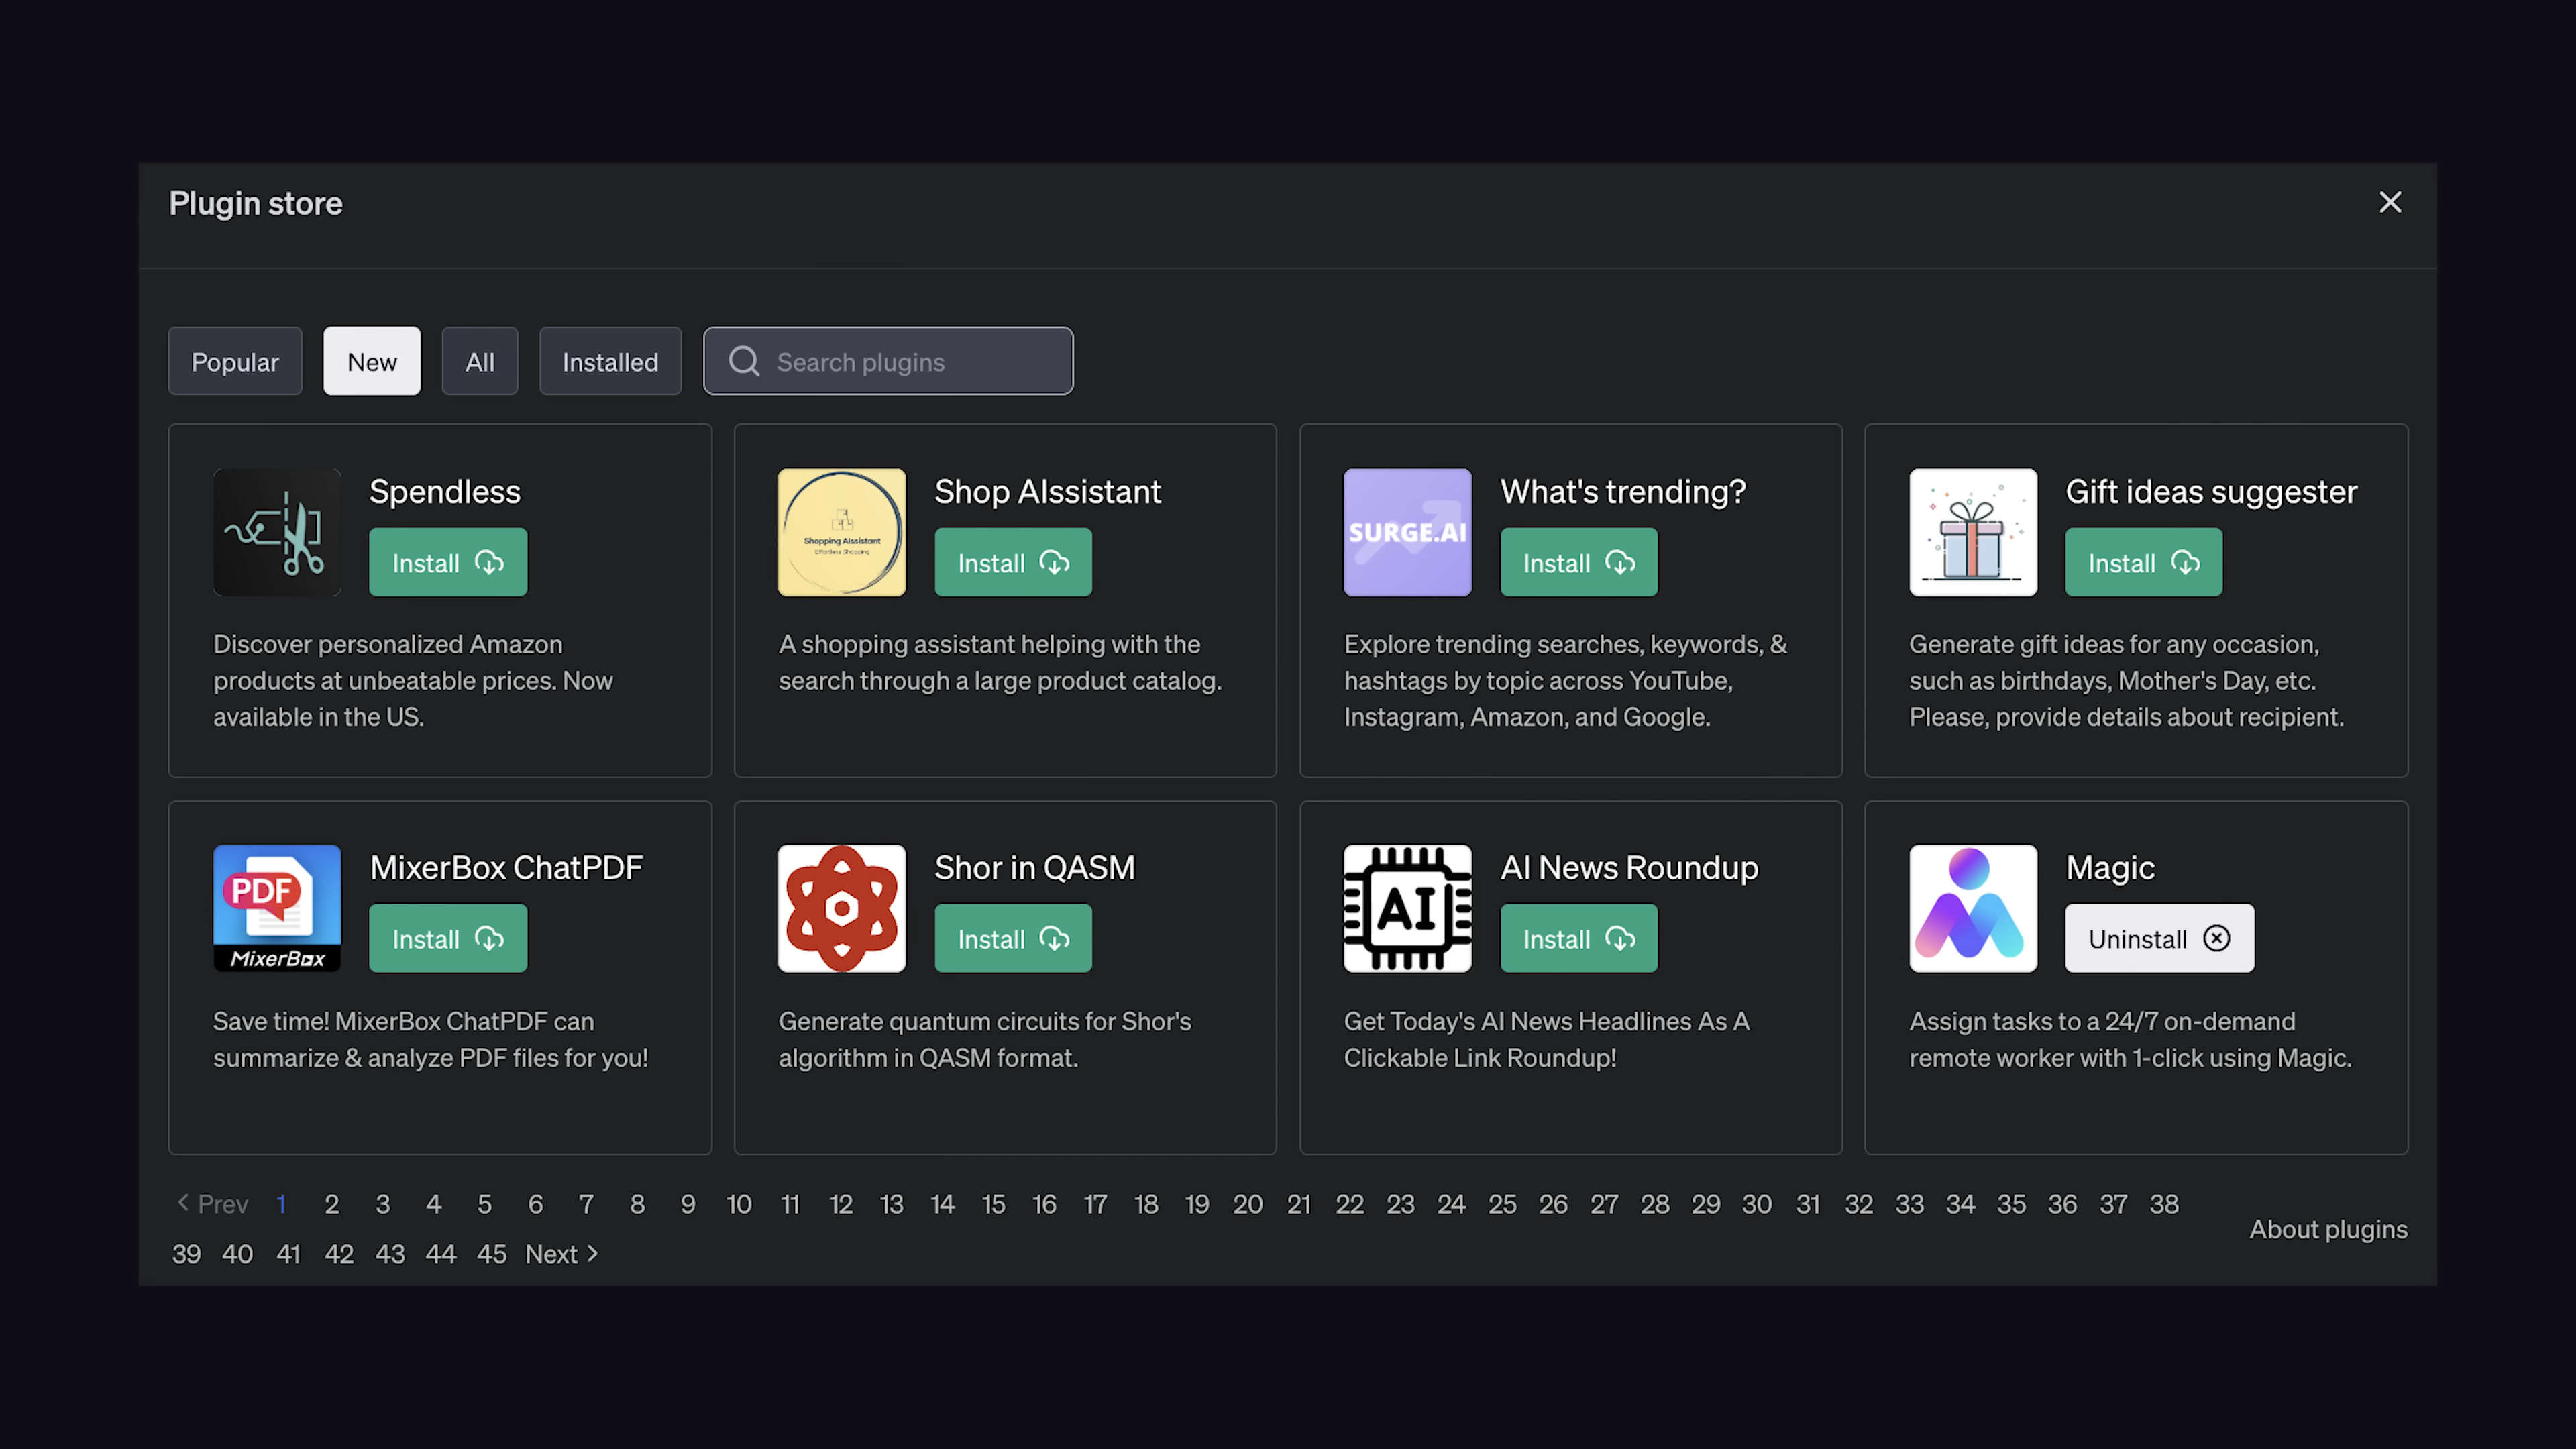 Plugin store
Popular
New
All
Installed
Search plugins
Spendless
Install
Discover personalized Amazon
products at unbeatable prices. Now
available in the US.
Shopping AIssistant
Effortless Shopping
Shop AIssistant
Install
A shopping assistant helping with the
search through a large product catalog.
SURGE.AI
What's trending?
Install
Explore trending searches, keywords, &
hashtags by topic across YouTube,
Instagram, Amazon, and Google.
Gift ideas suggester
Install
Generate gift ideas for any occasion,
such as birthdays, Mother's Day, etc.
Please, provide details about recipient.
PDF
MixerBox
MixerBox ChatPDF
Install
Save time! MixerBox ChatPDF can
summarize & analyze PDF files for you!
Shor in QASM
Install
Generate quantum circuits for Shor's
algorithm in QASM format.
AI
AI News Roundup
Install
Get Today's AI News Headlines As A
Clickable Link Roundup!
Magic
Uninstall
Assign tasks to a 24/7 on-demand
remote worker with 1-click using Magic.
Prev 1 2 3 4 5 6 7 8 9 10 11 12 13 14 15 16 17 18 19 20 21 22 23 24 25 26 27 28 29 30 31 32 33 34 35 36 37 38
39 40 41 42 43 44 45 Next
About plugins